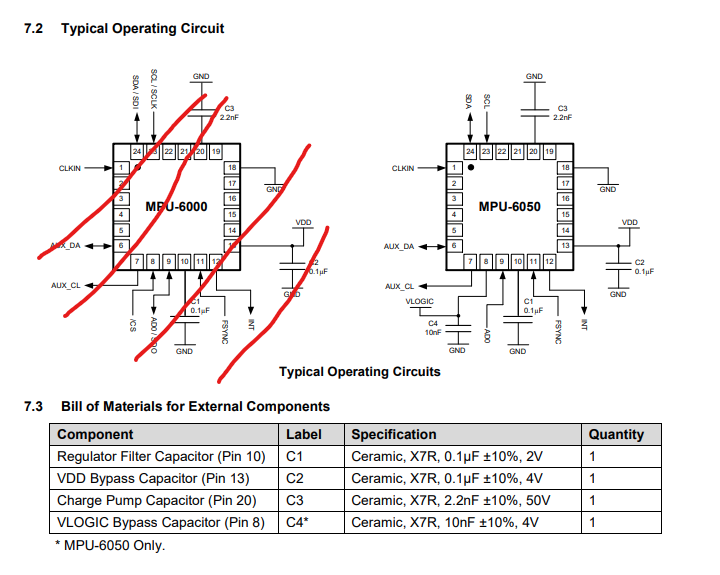 7.2 Typical Operating Circuit
GND
GND
SDA / SDI
SCL / SCLK
C3
2.2nF
SDA
SCL
C3
2.2nF
24 23 22 21 20 19
24 23 22 21 20 19
CLKIN
1
18
CLKIN
1
18
2
17
GND
2
17
GND
3
MPU-6000
16
3
MPU-6050
16
4
15
4
15
5
14
VDD
5
14
VDD
AUX_DA
6
13
AUX_DA
6
13
7 8 9 10 11 12
C2
0.1µF
7 8 9 10 11 12
C2
0.1µF
AUX_CL
GND
AUX_CL
GND
/CS
AD0 / SDO
C1
0.1µF
GND
FSYNC
INT
VLOGIC
C4
10nF
GND
AD0
C1
0.1µF
GND
FSYNC
INT
Typical Operating Circuits
7.3 Bill of Materials for External Components
Component Label Specification Quantity
Regulator Filter Capacitor (Pin 10) C1 Ceramic, X7R, 0.1µF ±10%, 2V 1
VDD Bypass Capacitor (Pin 13) C2 Ceramic, X7R, 0.1µF ±10%, 4V 1
Charge Pump Capacitor (Pin 20) C3 Ceramic, X7R, 2.2nF ±10%, 50V 1
VLOGIC Bypass Capacitor (Pin 8) C4* Ceramic, X7R, 10nF ±10%, 4V 1
* MPU-6050 Only.